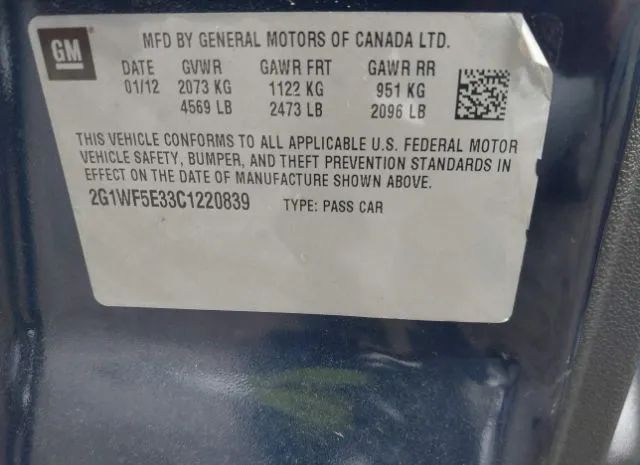 GM
MFD BY GENERAL MOTORS OF CANADA LTD.
DATE GVWR GAWR FRT GAWR RR
01/12 2073 KG 1122 KG 951 KG
4569 LB 2473 LB 2096 LB
THIS VEHICLE CONFORMS TO ALL APPLICABLE U.S. FEDERAL MOTOR
VEHICLE SAFETY, BUMPER, AND THEFT PREVENTION STANDARDS IN
EFFECT ON THE DATE OF MANUFACTURE SHOWN ABOVE.
2G1WF5E33C1220839 TYPE: PASS CAR